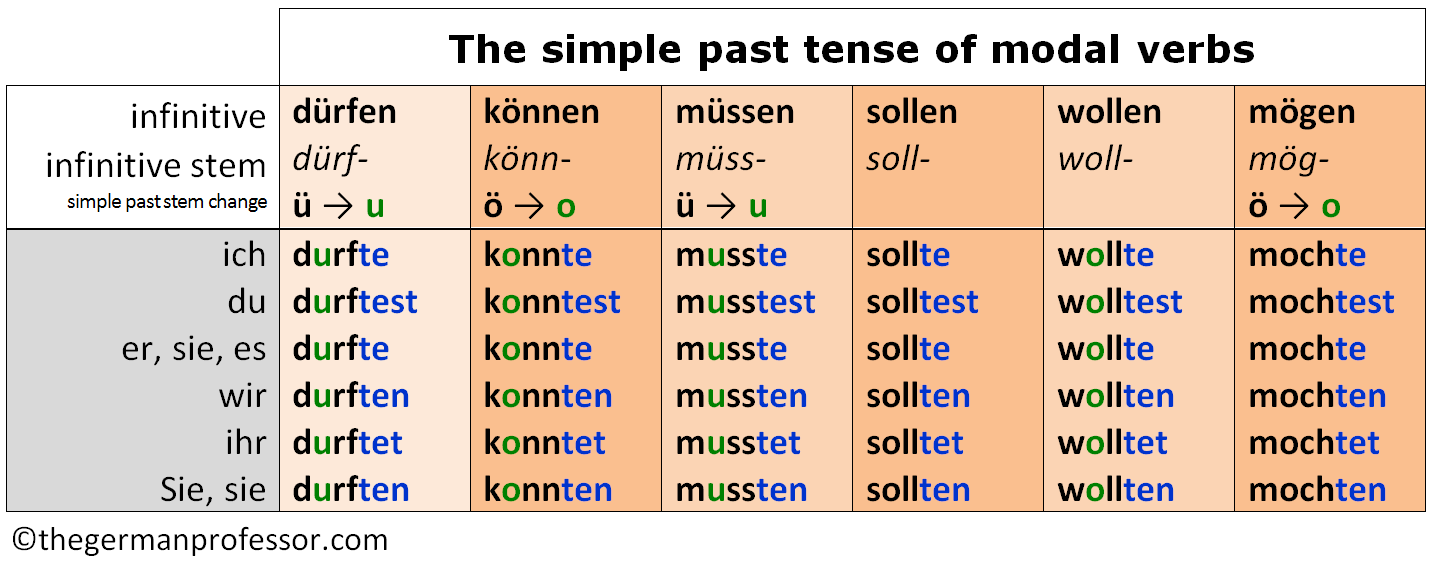 The simple past tense of modal verbs
infinitive dürfen können müssen sollen wollen mögen
infinitive stem dürf- könn- müss- soll- woll- mög-
simple past stem change ü → u ö → o ü → u ö → o
ich durfte konnte musste sollte wollte mochte
du durftest konntest musstest solltest wolltest mochtest
er, sie, es durfte konnte musste sollte wollte mochte
wir durften konnten mussten sollten wollten mochten
ihr durftet konntet musstet solltet wolltet mochtet
Sie, sie durften konnten mussten sollten wollten mochten
©thegermanprofessor.com